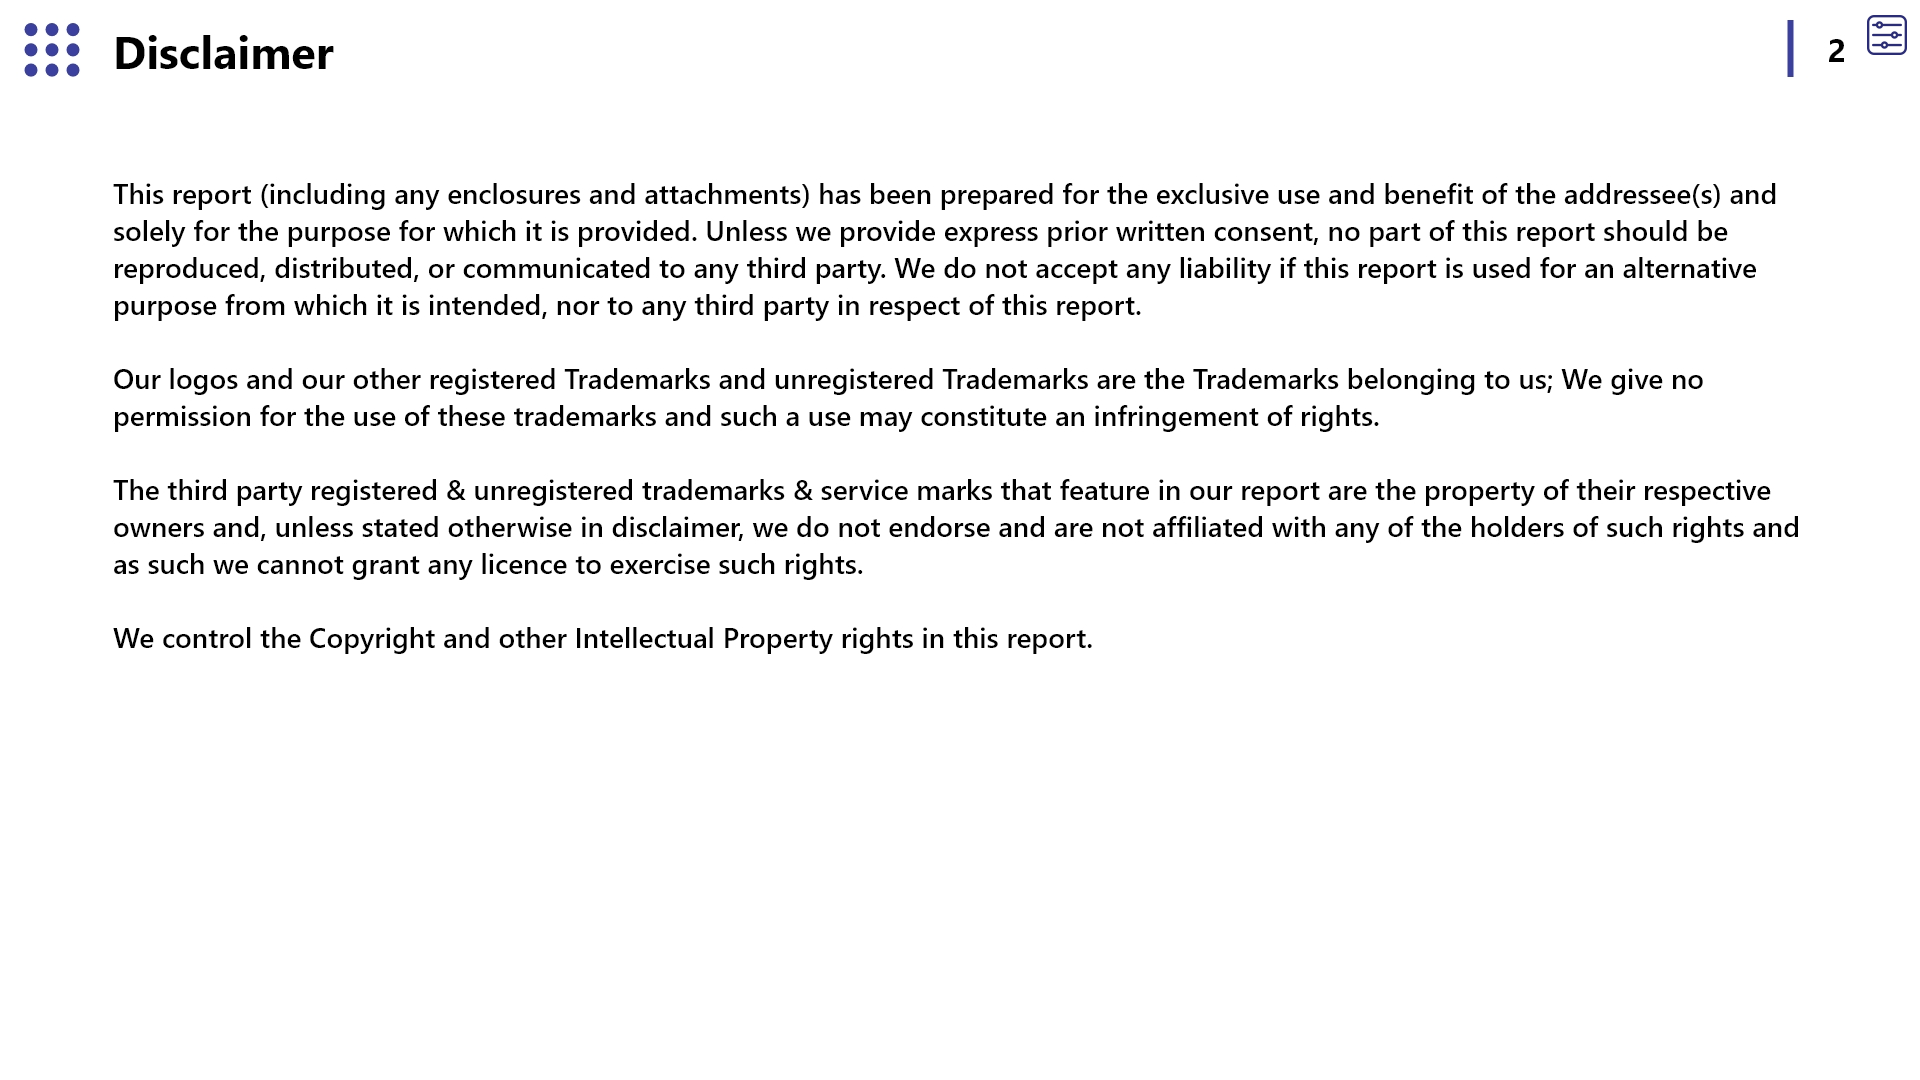 Disclaimer
2
This report (including any enclosures and attachments) has been prepared for the exclusive use and benefit of the addressee(s) and
solely for the purpose for which it is provided. Unless we provide express prior written consent, no part of this report should be
reproduced, distributed, or communicated to any third party. We do not accept any liability if this report is used for an alternative
purpose from which it is intended, nor to any third party in respect of this report.
Our logos and our other registered Trademarks and unregistered Trademarks are the Trademarks belonging to us; We give no
permission for the use of these trademarks and such a use may constitute an infringement of rights.
The third party registered & unregistered trademarks & service marks that feature in our report are the property of their respective
owners and, unless stated otherwise in disclaimer, we do not endorse and are not affiliated with any of the holders of such rights and
as such we cannot grant any licence to exercise such rights.
We control the Copyright and other Intellectual Property rights in this report.